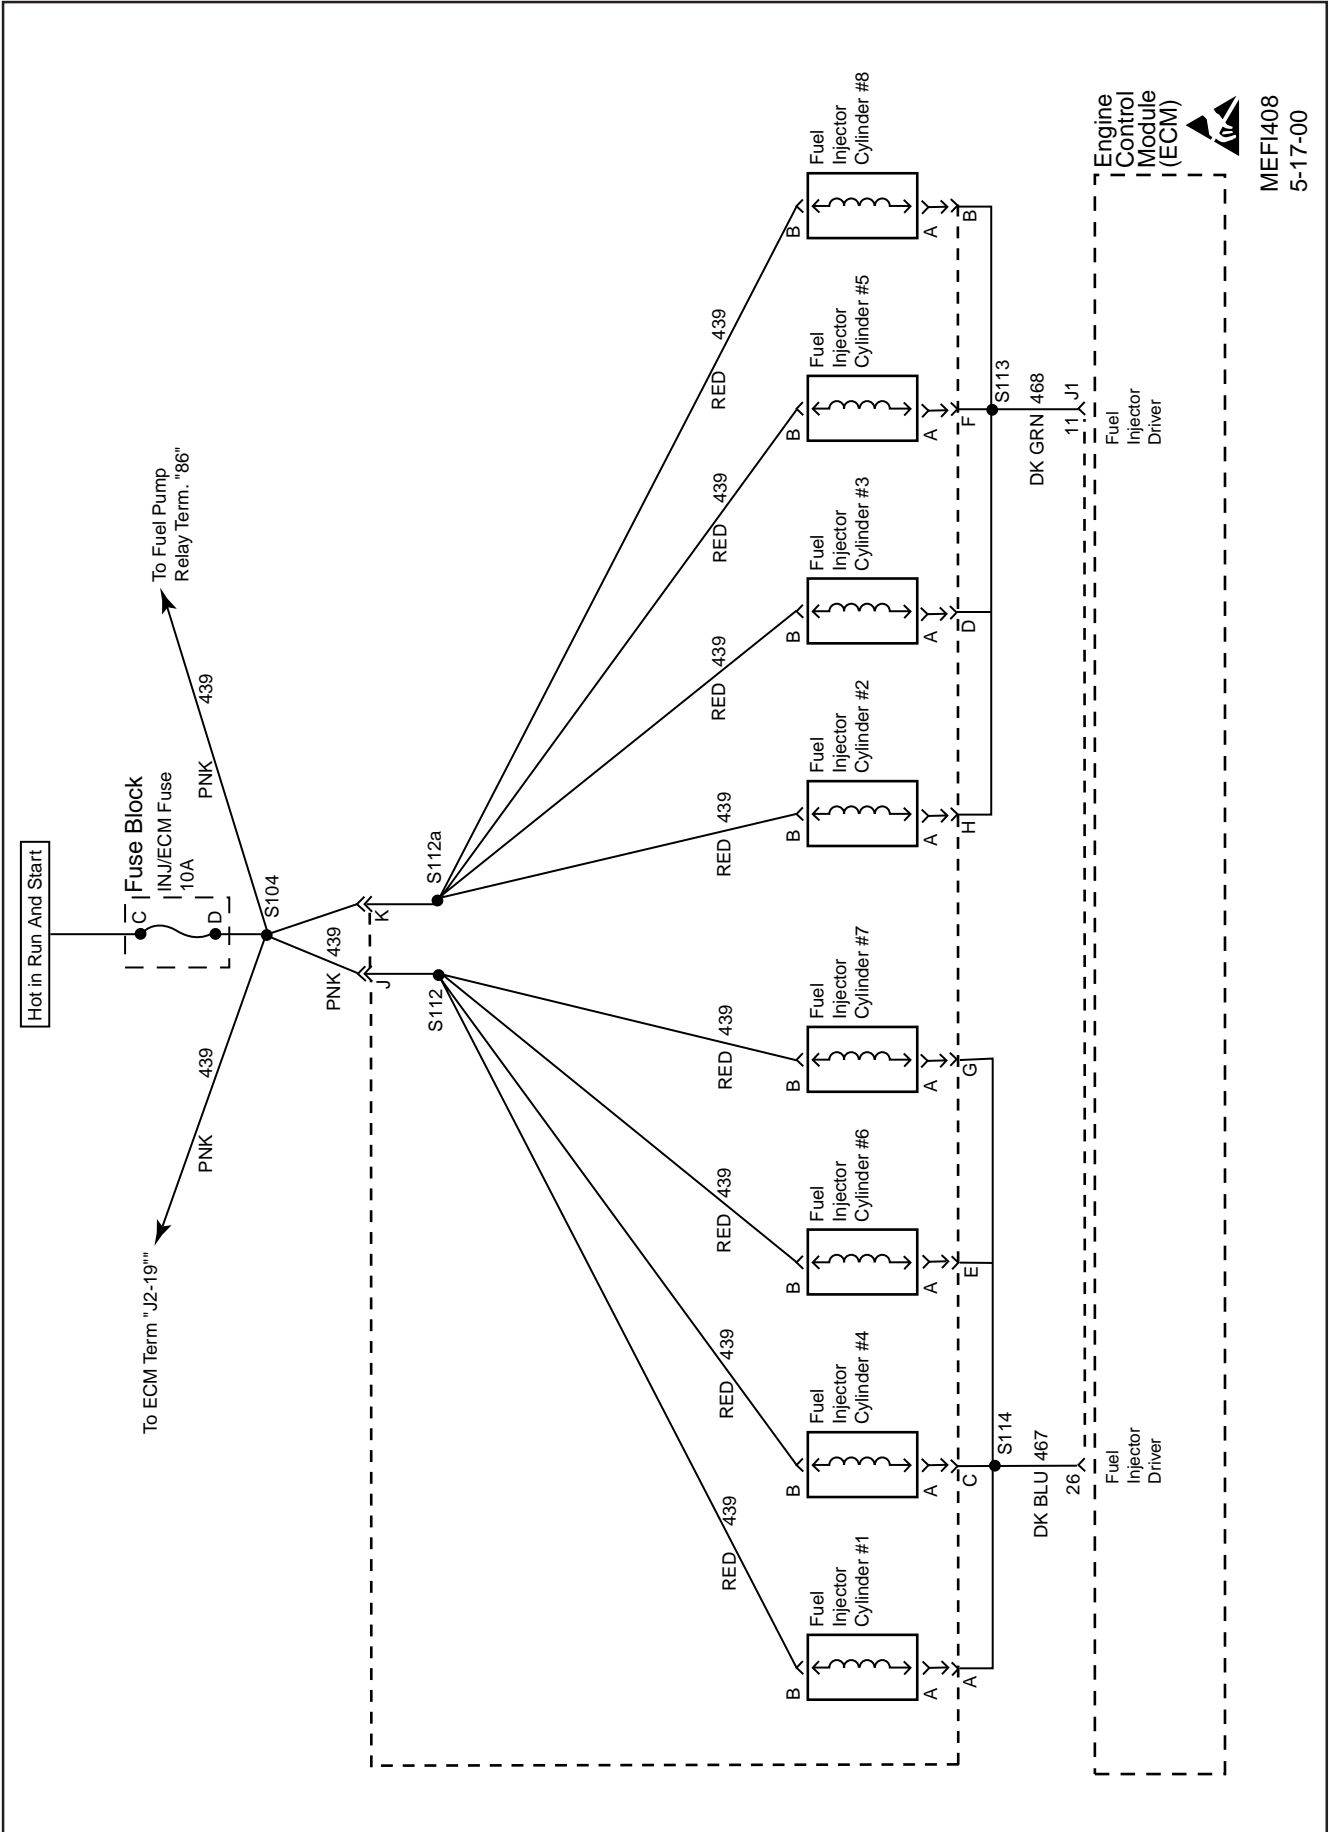 Hot in Run And Start
Fuse Block
INJ/ECM Fuse
10A
C
D
S104
To ECM Term "J2-19""
PNK 439
PNK 439
To Fuel Pump
Relay Term. "86"
PNK 439
J
K
S112
S112a
RED 439
RED 439
RED 439
RED 439
RED 439
RED 439
RED 439
RED 439
B
Fuel
Injector
Cylinder #1
A
A
B
Fuel
Injector
Cylinder #4
A
C
B
Fuel
Injector
Cylinder #6
A
E
B
Fuel
Injector
Cylinder #7
A
G
B
Fuel
Injector
Cylinder #2
A
H
B
Fuel
Injector
Cylinder #3
A
D
B
Fuel
Injector
Cylinder #5
A
F
B
Fuel
Injector
Cylinder #8
A
B
S114
DK BLU 467
26
Fuel
Injector
Driver
S113
DK GRN 468
11 J1
Fuel
Injector
Driver
Engine
Control
Module
(ECM)
MEFI408
5-17-00